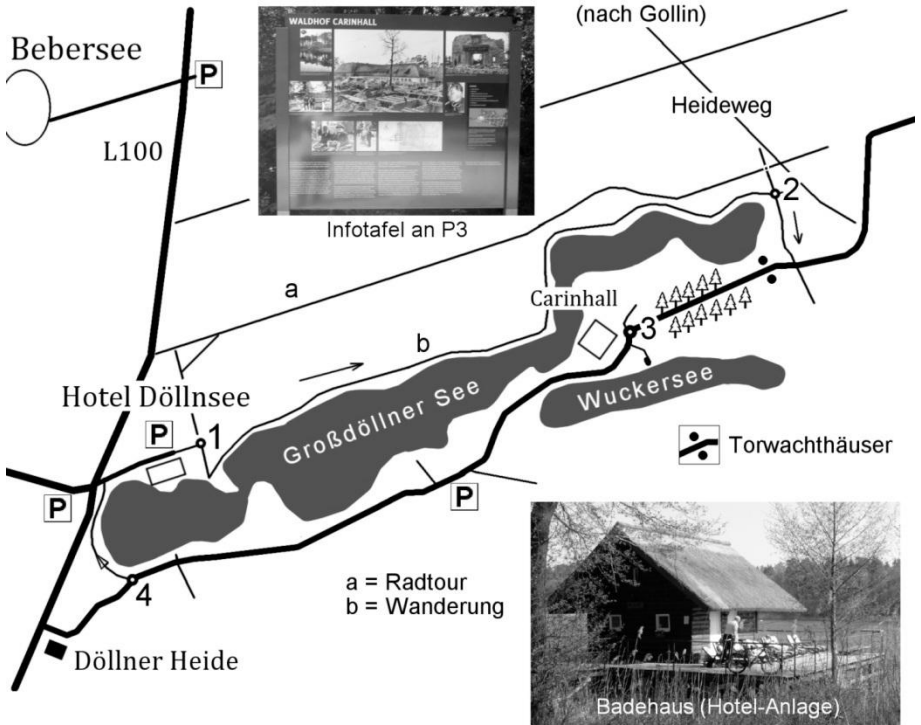 WALDHOF CARINHALL
(nach Gollin)
Bebersee
P
Heideweg
L100
2
Infotafel an P3
a
Carinhall
3
b
Hotel Döllnsee
Großdöllner See
Wuckersee
P
1
Torwachthäuser
P
P
a = Radtour
b = Wanderung
4
Döllner Heide
Badehaus (Hotel-Anlage)